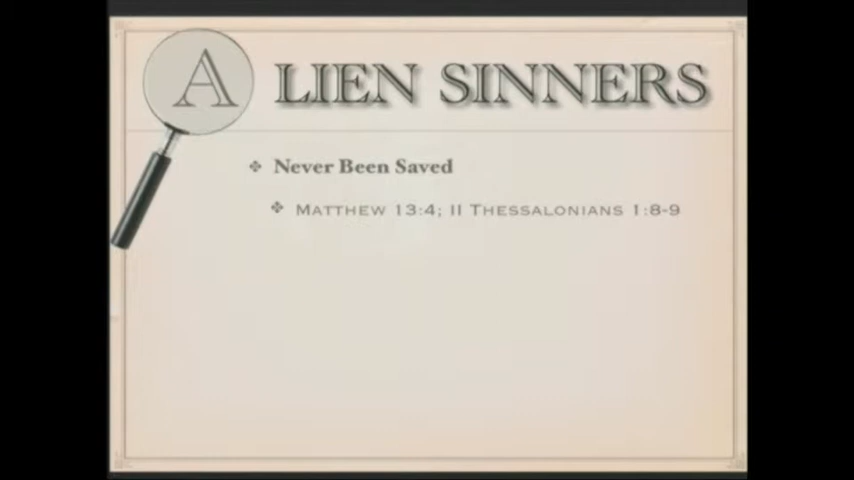 ALIEN SINNERS
Never Been Saved
MATTHEW 13:4; II THESSALONIANS 1:8-9